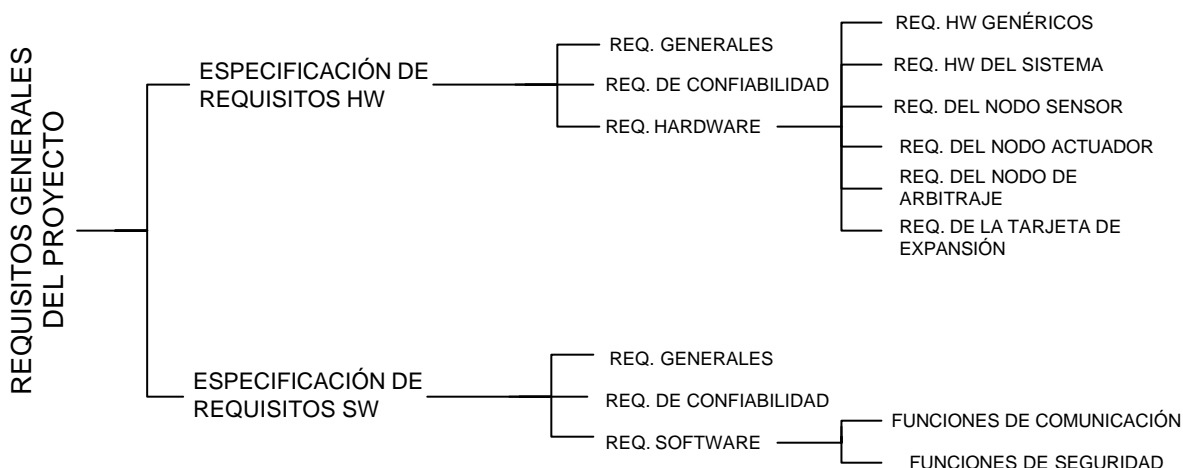 REQUISITOS GENERALES
DEL PROYECTO
ESPECIFICACIÓN DE
REQUISITOS HW
REQ. GENERALES
REQ. DE CONFIABILIDAD
REQ. HARDWARE
REQ. HW GENÉRICOS
REQ. HW DEL SISTEMA
REQ. DEL NODO SENSOR
REQ. DEL NODO ACTUADOR
REQ. DEL NODO DE
ARBITRAJE
REQ. DE LA TARJETA DE
EXPANSIÓN
ESPECIFICACIÓN DE
REQUISITOS SW
REQ. GENERALES
REQ. DE CONFIABILIDAD
REQ. SOFTWARE
FUNCIONES DE COMUNICACIÓN
FUNCIONES DE SEGURIDAD